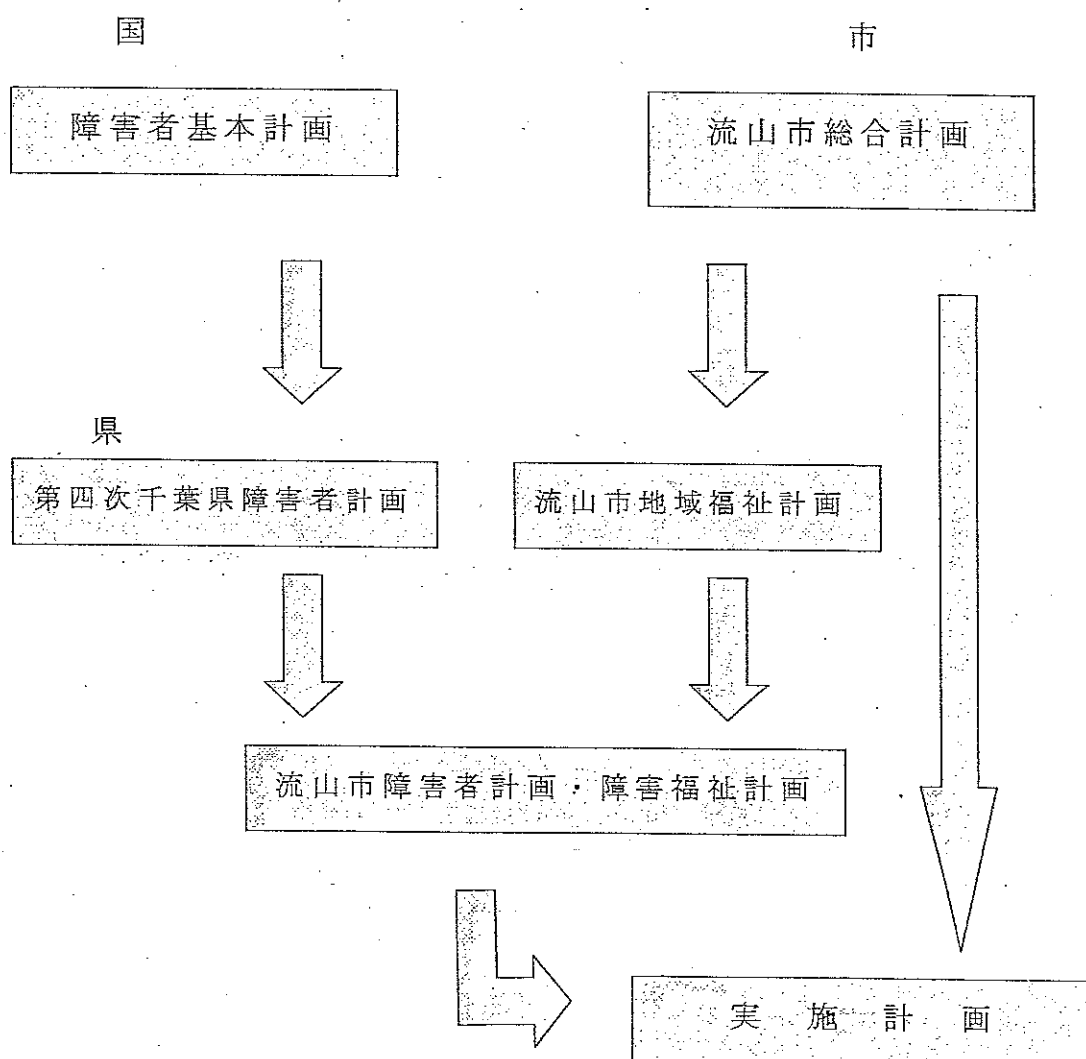 国
市
障害者基本計画
流山市総合計画
県
第四次千葉県障害者計画
流山市地域福祉計画
流山市障害者計画・障害福祉計画
実施計画